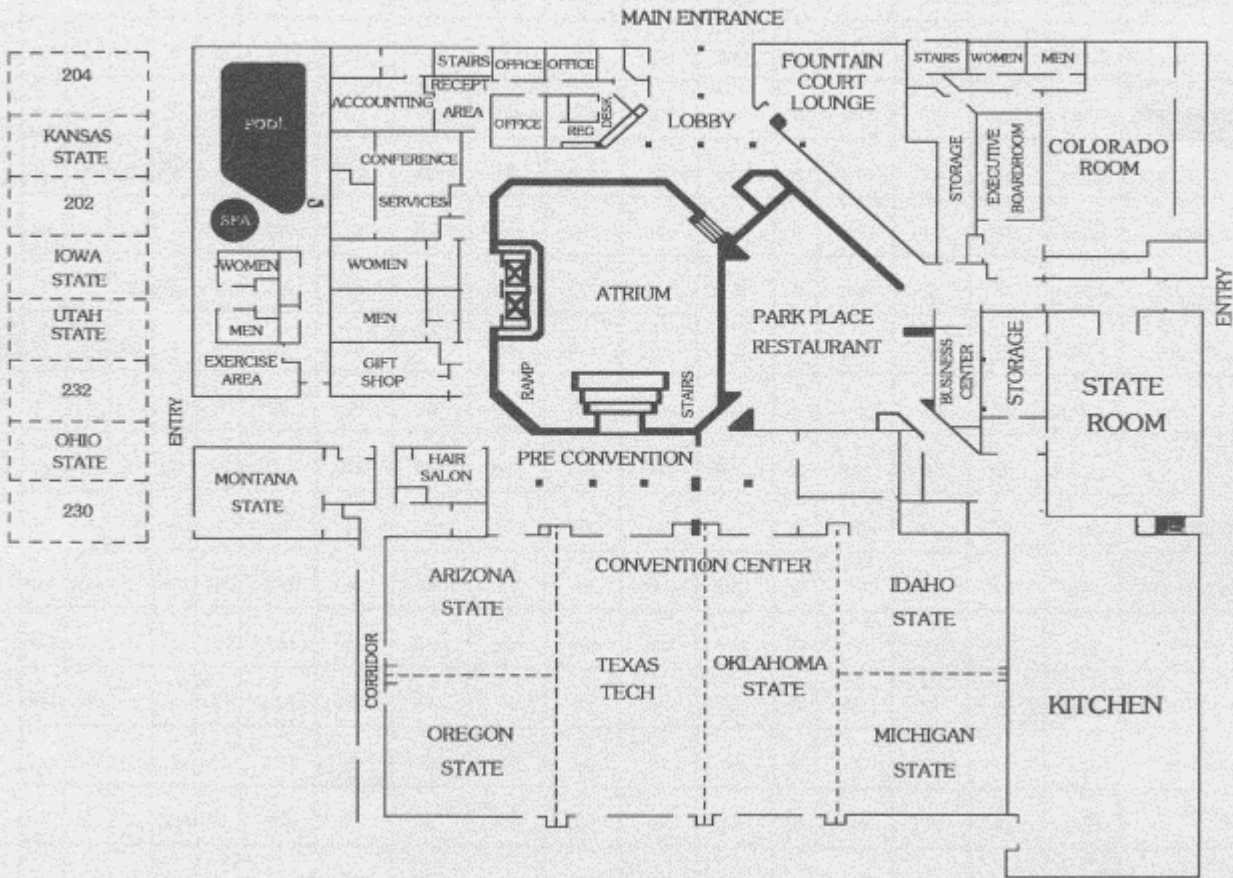 MAIN ENTRANCE
204
KANSAS
STATE
202
IOWA
STATE
UTAH
STATE
232
OHIO
STATE
230
POOL
SPA
WOMEN
MEN
EXERCISE
AREA
ENTRY
ACCOUNTING
STAIRS
RECEPT
AREA
OFFICE
OFFICE
OFFICE
REG
DESK
LOBBY
FOUNTAIN
COURT
LOUNGE
STAIRS
WOMEN
MEN
STORAGE
EXECUTIVE
BOARDROOM
COLORADO
ROOM
CONFERENCE
SERVICES
WOMEN
MEN
GIFT
SHOP
ATRIUM
RAMP
STAIRS
PARK PLACE
RESTAURANT
BUSINESS
CENTER
STORAGE
STATE
ROOM
ENTRY
MONTANA
STATE
HAIR
SALON
PRE CONVENTION
CONVENTION CENTER
CORRIDOR
ARIZONA
STATE
OREGON
STATE
TEXAS
TECH
OKLAHOMA
STATE
IDAHO
STATE
MICHIGAN
STATE
KITCHEN